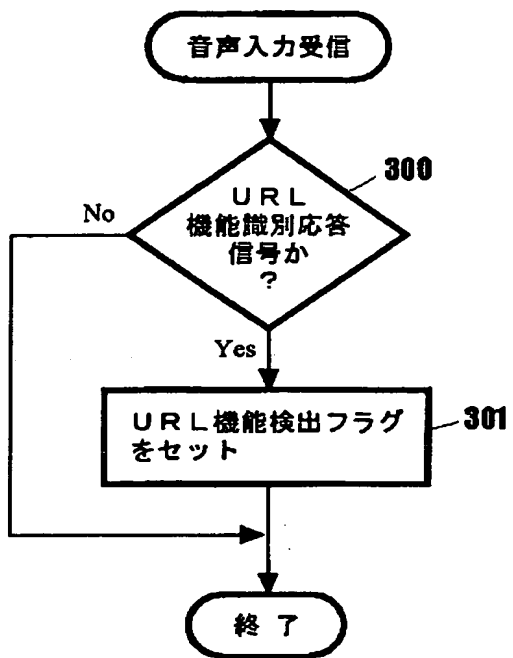 音声入力受信
300
ＵＲＬ
機能識別応答
信号か
？
No
Yes
ＵＲＬ機能検出フラグ
をセット
301
終了